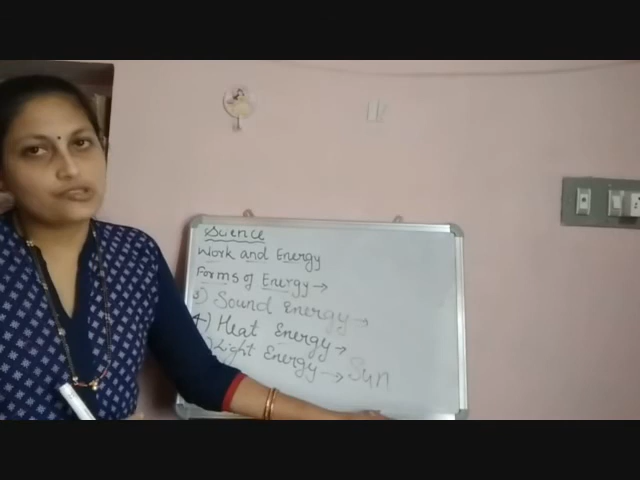 Science
Work and Energy
Forms of Energy →
3) Sound Energy →
4) Heat Energy →
) Light Energy → Sun